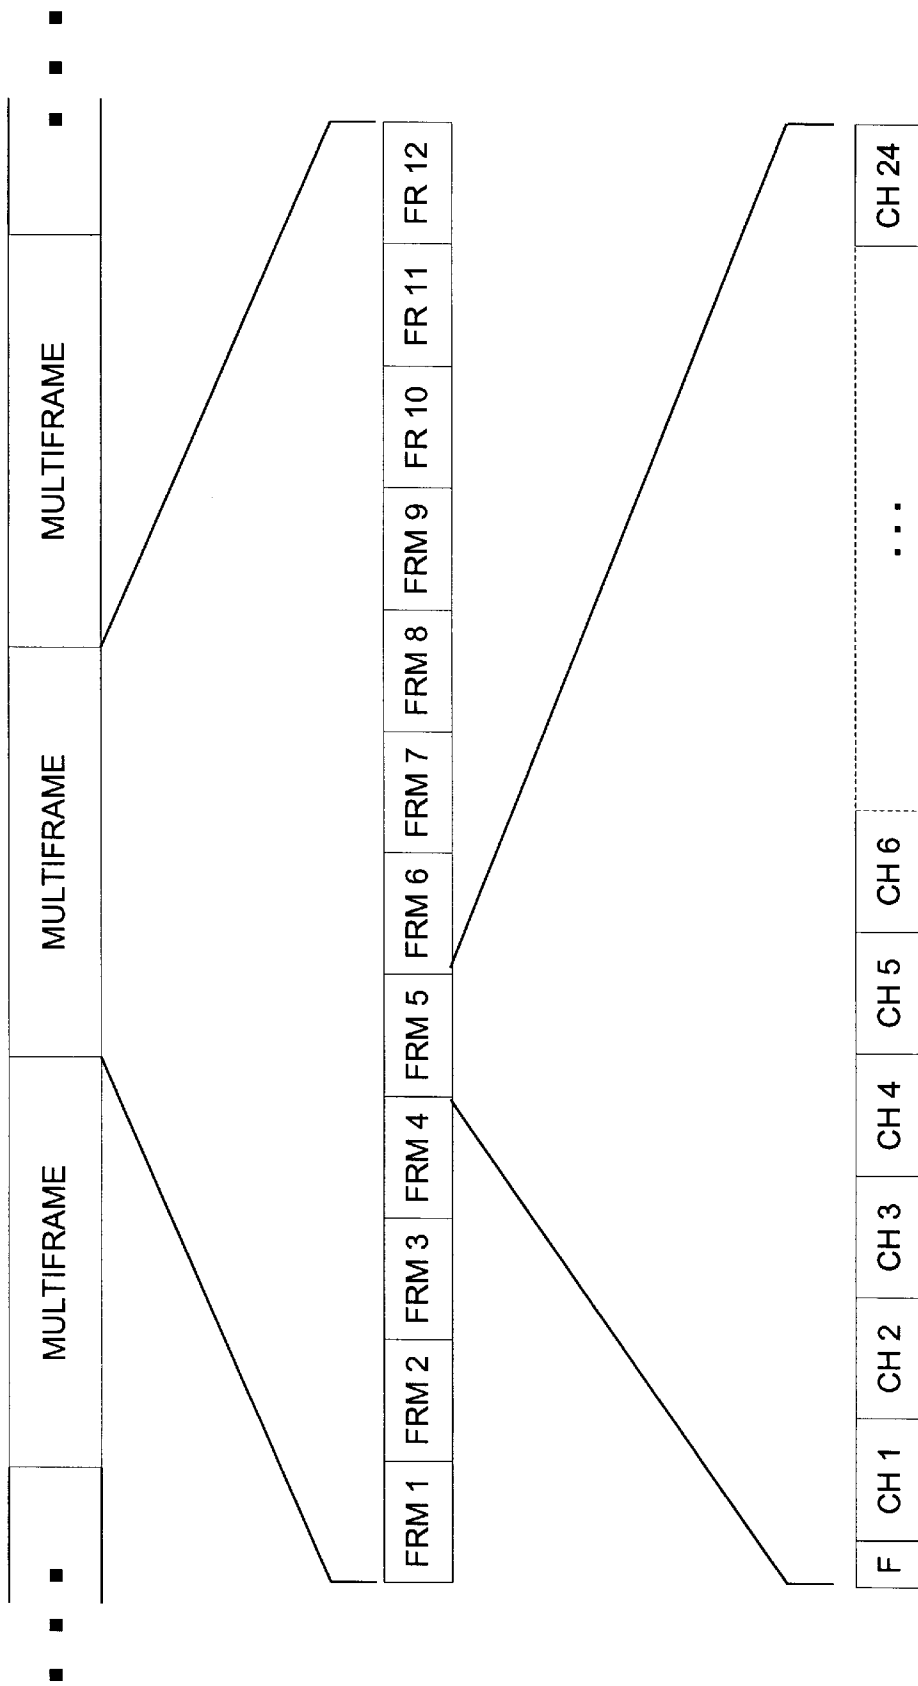 MULTIFRAME MULTIFRAME MULTIFRAME
FRM 1 FRM 2 FRM 3 FRM 4 FRM 5 FRM 6 FRM 7 FRM 8 FRM 9 FR 10 FR 11 FR 12
F CH 1 CH 2 CH 3 CH 4 CH 5 CH 6 ... CH 24